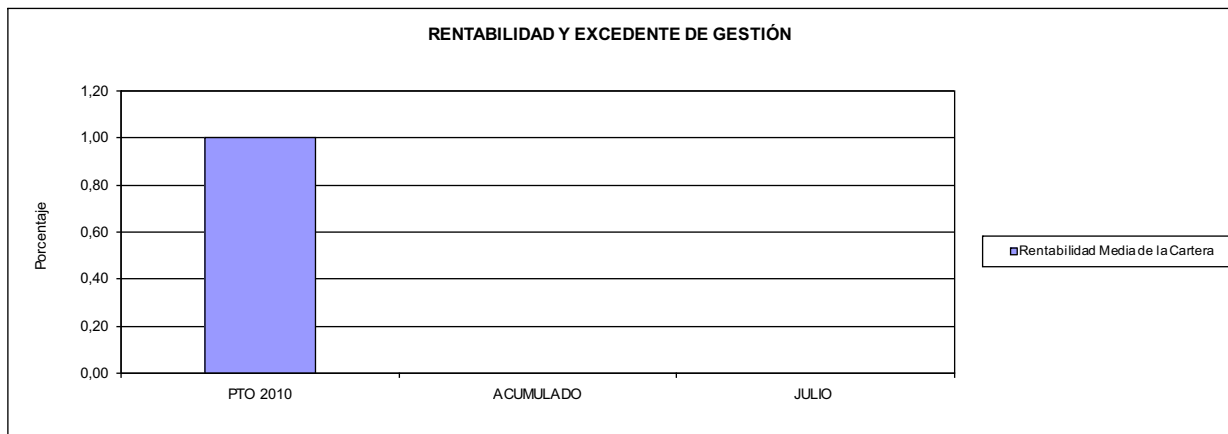 RENTABILIDAD Y EXCEDENTE DE GESTIÓN
1,20
1,00
0,80
0,60
0,40
0,20
0,00
Porcentaje
PTO 2010 ACUMULADO JULIO
Rentabilidad Media de la Cartera